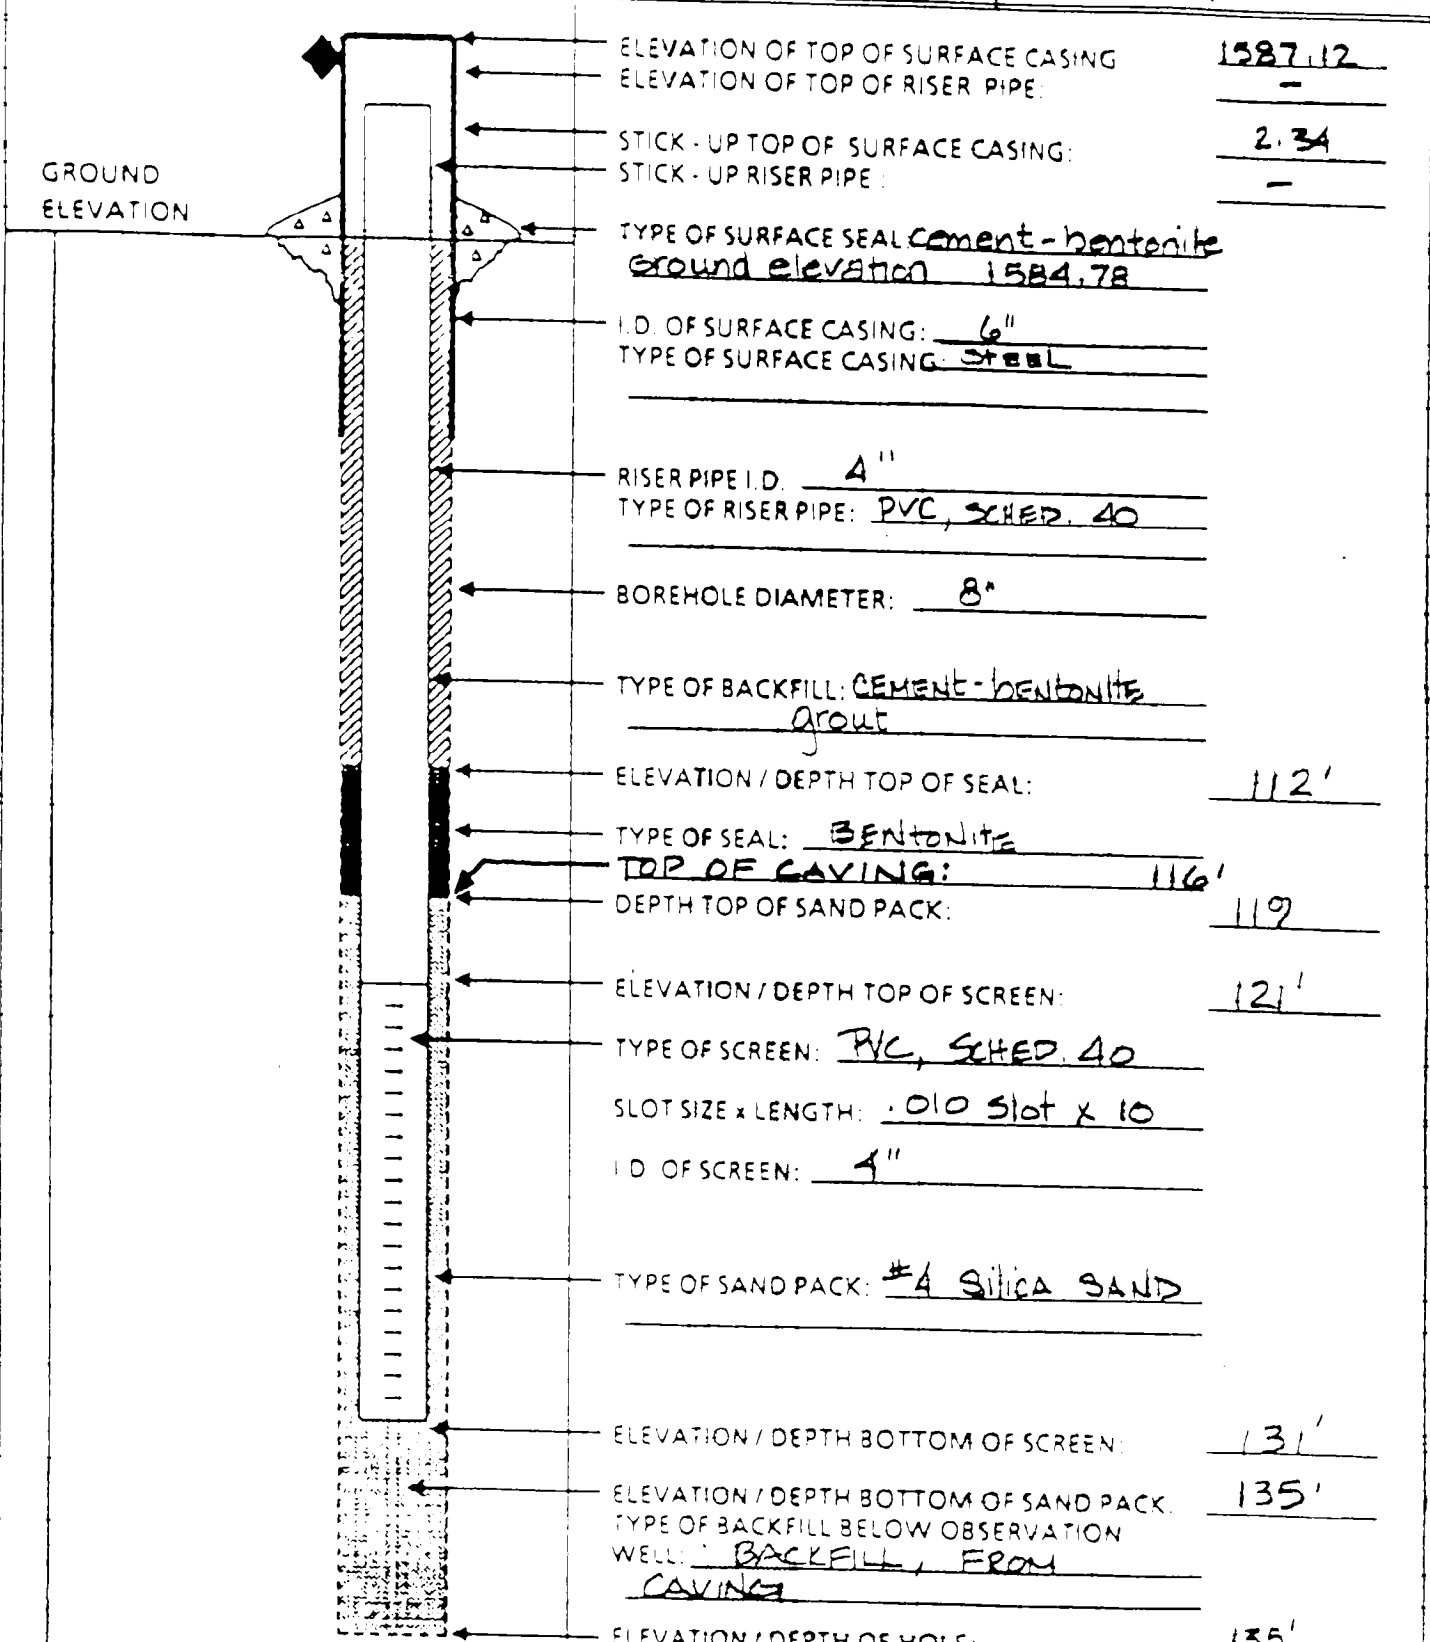 ELEVATION OF TOP OF SURFACE CASING 1587.12
ELEVATION OF TOP OF RISER PIPE: -
STICK - UP TOP OF SURFACE CASING: 2.34
STICK - UP RISER PIPE : -
GROUND
ELEVATION
TYPE OF SURFACE SEAL: cement - bentonite
Ground elevation 1584.78
I.D. OF SURFACE CASING: 6"
TYPE OF SURFACE CASING: STEEL
RISER PIPE I.D. 4"
TYPE OF RISER PIPE: PVC, SCHED. 40
BOREHOLE DIAMETER: 8"
TYPE OF BACKFILL: CEMENT - BENTONITE
grout
ELEVATION / DEPTH TOP OF SEAL: 112'
TYPE OF SEAL: BENTONITE
TOP OF CAVING: 116'
DEPTH TOP OF SAND PACK: 119
ELEVATION / DEPTH TOP OF SCREEN: 121'
TYPE OF SCREEN: PVC, SCHED. 40
SLOT SIZE x LENGTH: .010 Slot x 10
I D OF SCREEN: 4"
TYPE OF SAND PACK: #4 Silica SAND
ELEVATION / DEPTH BOTTOM OF SCREEN: 131'
ELEVATION / DEPTH BOTTOM OF SAND PACK. 135'
TYPE OF BACKFILL BELOW OBSERVATION
WELL: BACKFILL, FROM
CAVING
ELEVATION / DEPTH OF HOLE: 135'